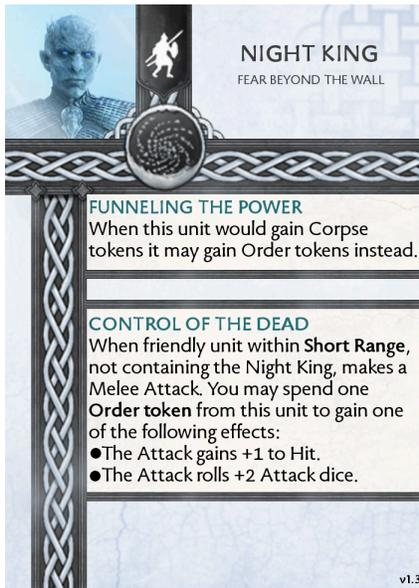 NIGHT KING
FEAR BEYOND THE WALL
FUNNELING THE POWER
When this unit would gain Corpse
tokens it may gain Order tokens instead.
CONTROL OF THE DEAD
When friendly unit within Short Range,
not containing the Night King, makes a
Melee Attack. You may spend one
Order token from this unit to gain one
of the following effects:
●The Attack gains +1 to Hit.
●The Attack rolls +2 Attack dice.
v1.3